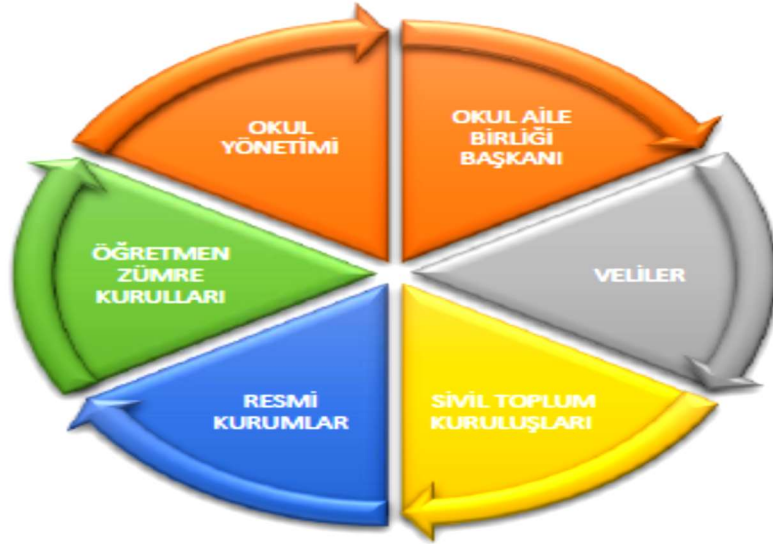 OKUL
YÖNETİMİ
OKUL AİLE
BİRLİĞİ
BAŞKANI
VELİLER
SİVİL TOPLUM
KURULUŞLARI
RESMİ
KURUMLAR
ÖĞRETMEN
ZÜMRE
KURULLARI